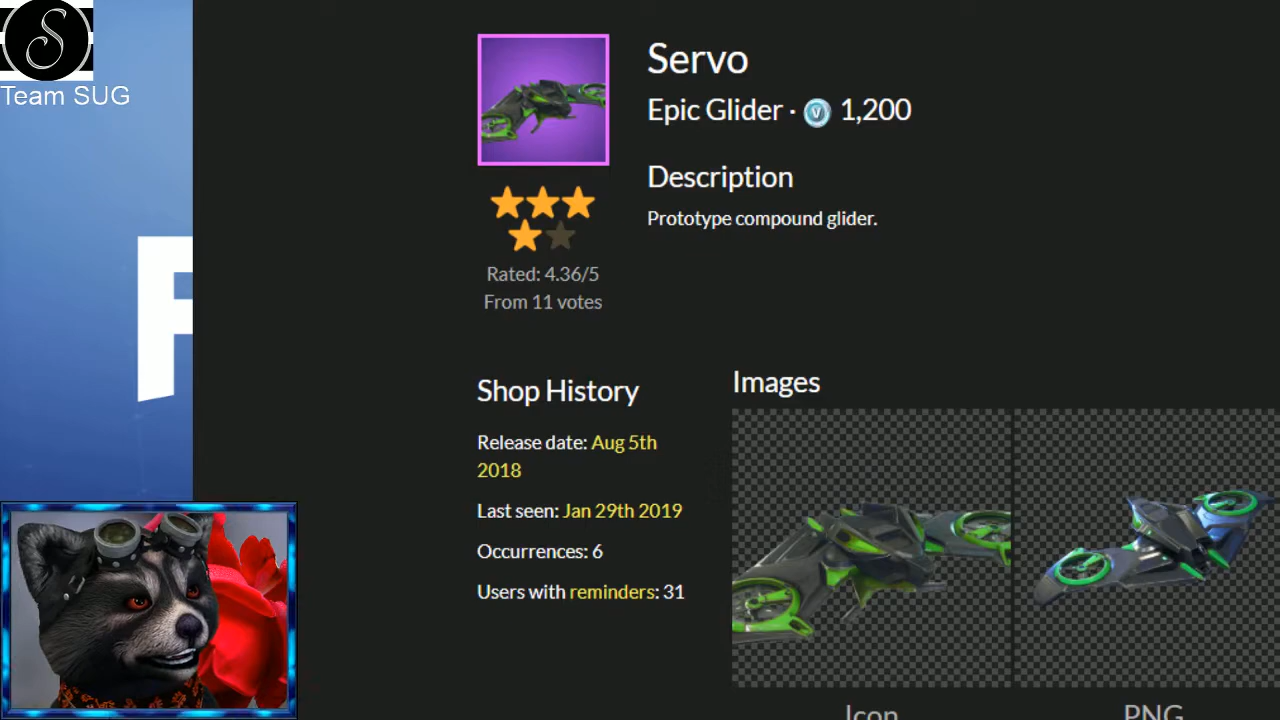 S
Team SUG
F
Servo
Epic Glider · V 1,200
Description
Prototype compound glider.
Rated: 4.36/5
From 11 votes
Shop History
Release date: Aug 5th
2018
Last seen: Jan 29th 2019
Occurrences: 6
Users with reminders: 31
Images
Icon
PNG